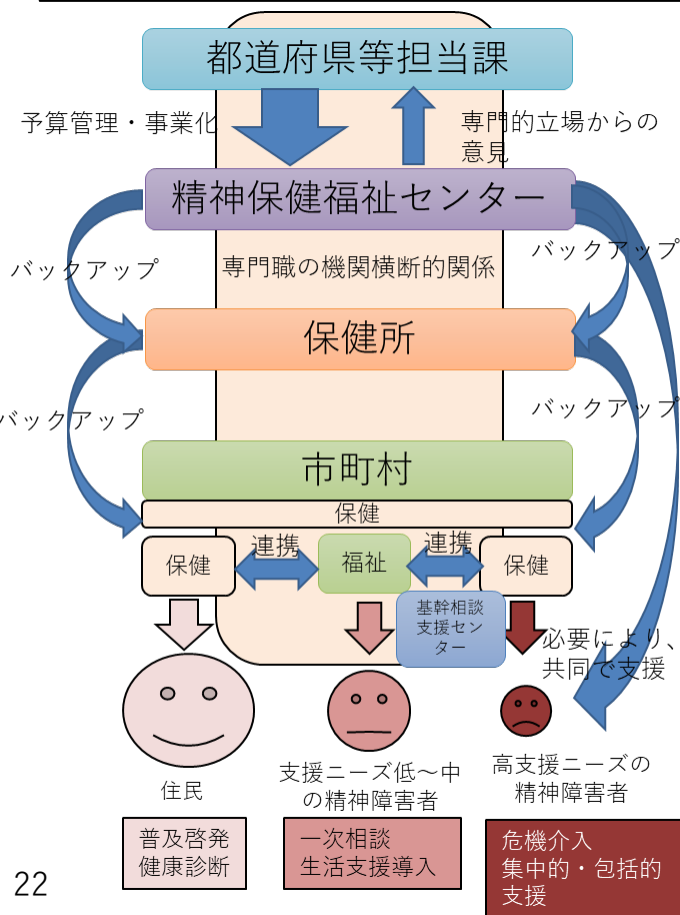 都道府県等担当課
予算管理・事業化
専門的立場からの
意見
精神保健福祉センター
バックアップ
専門職の機関横断的関係
バックアップ
保健所
バックアップ
バックアップ
市町村
保健
保健
連携
福祉
連携
保健
基幹相談
支援セン
ター
必要により、
共同で支援
住民
支援ニーズ低～中
の精神障害者
高支援ニーズの
精神障害者
普及啓発
健康診断
一次相談
生活支援導入
危機介入
集中的・包括的
支援
22